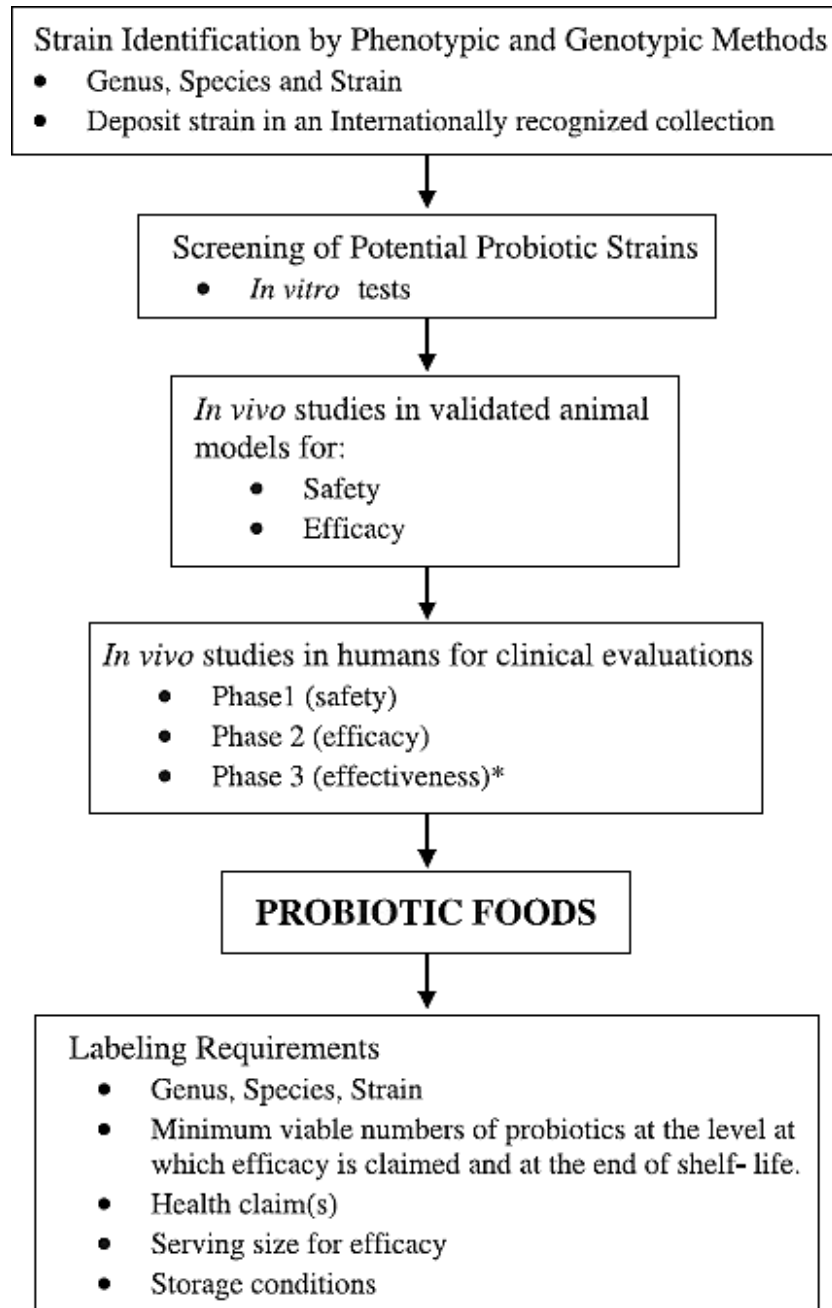 Strain Identification by Phenotypic and Genotypic Methods
• Genus, Species and Strain
• Deposit strain in an Internationally recognized collection
Screening of Potential Probiotic Strains
• In vitro tests
In vivo studies in validated animal
models for:
• Safety
• Efficacy
In vivo studies in humans for clinical evaluations
• Phase1 (safety)
• Phase 2 (efficacy)
• Phase 3 (effectiveness)*
PROBIOTIC FOODS
Labeling Requirements
• Genus, Species, Strain
• Minimum viable numbers of probiotics at the level at
which efficacy is claimed and at the end of shelf- life.
• Health claim(s)
• Serving size for efficacy
• Storage conditions